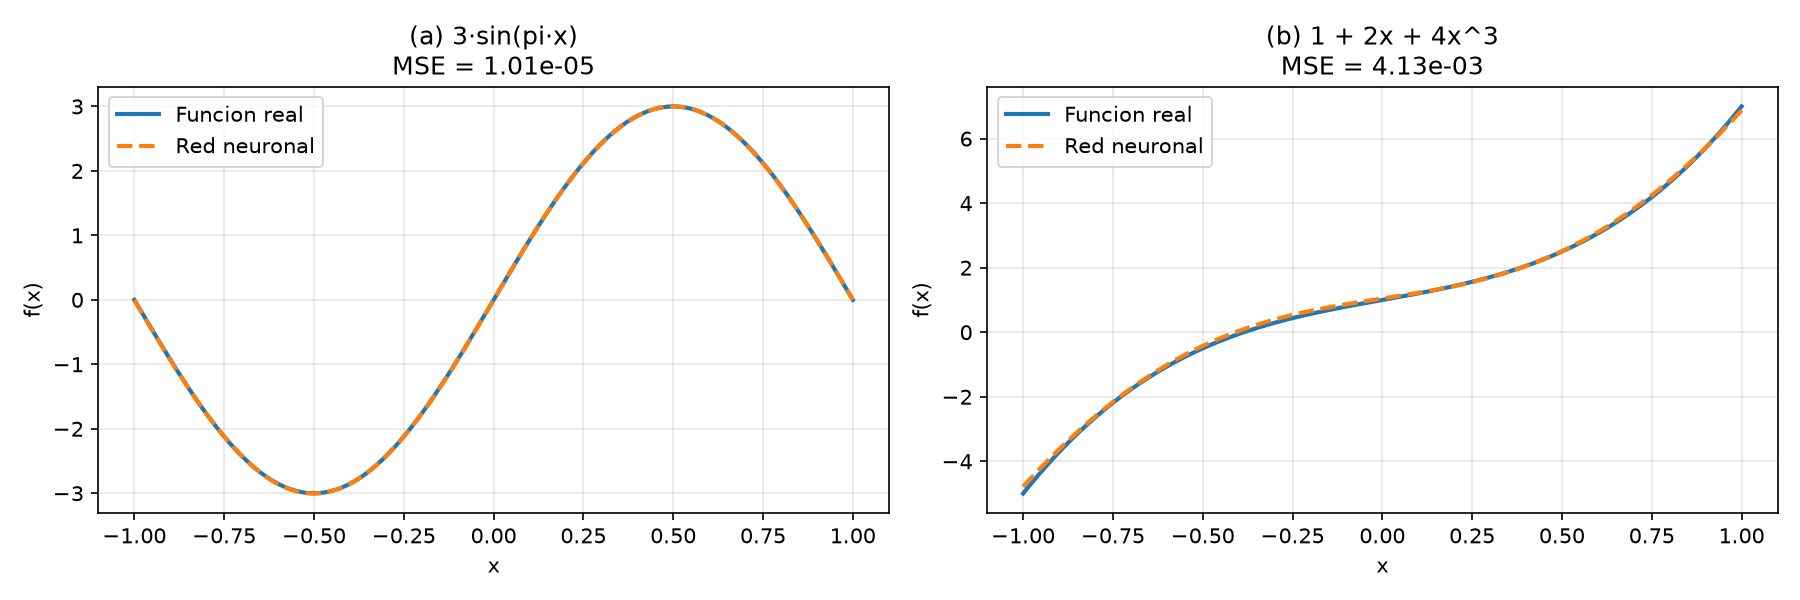 (a) 3·sin(pi·x)
MSE = 1.01e-05
Funcion real
Red neuronal
3
2
1
0
−1
−2
−3
f(x)
−1.00 −0.75 −0.50 −0.25 0.00 0.25 0.50 0.75 1.00
x
(b) 1 + 2x + 4x^3
MSE = 4.13e-03
Funcion real
Red neuronal
6
4
2
0
−2
−4
f(x)
−1.00 −0.75 −0.50 −0.25 0.00 0.25 0.50 0.75 1.00
x